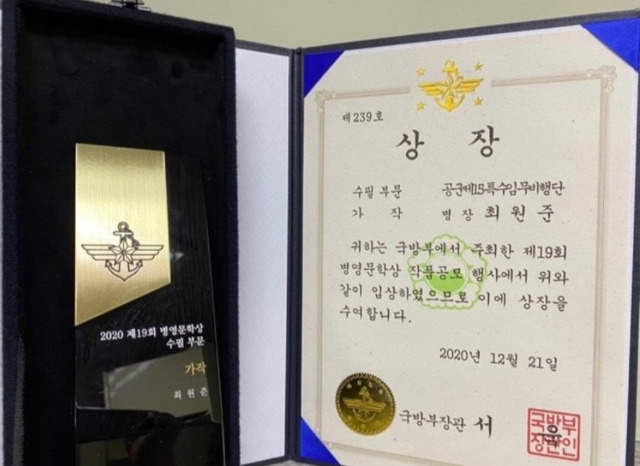 2020 제19회 병영문학상
수필 부문
가작
최원준
제239호
상장
수필 부문 공군제15특수임무비행단
가작 병장 최원준
귀하는 국방부에서 주최한 제19회
병영문학상 작품공모 행사에서 위와
같이 입상하였으므로 이에 상장을
수여합니다.
2020년 12월 21일
국방부장관 서 욱
국방부
장관인